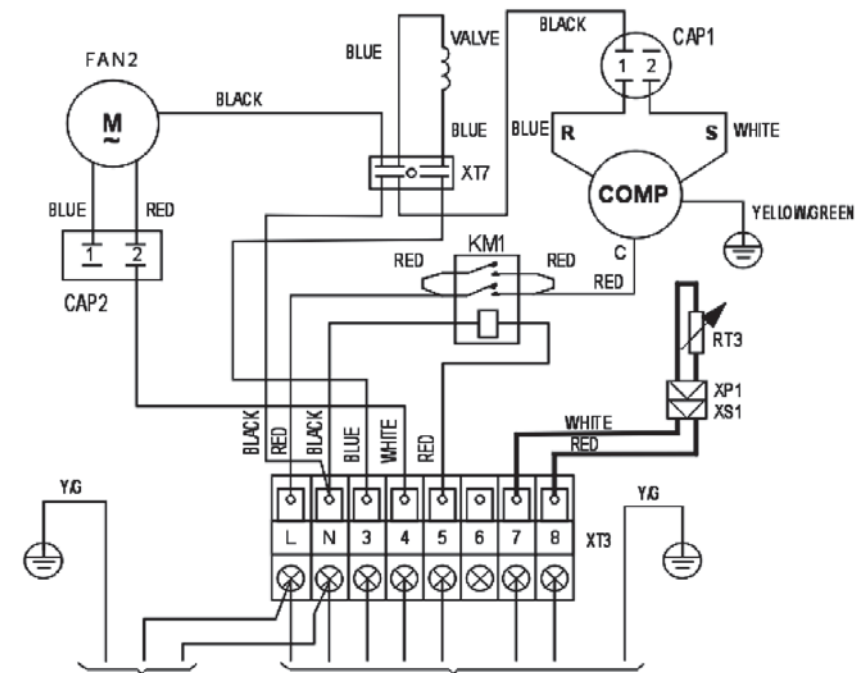 BLACK
CAP1
VALVE
BLUE
FAN2
1 2
BLACK
M
~
BLUE
BLUE
R
S
WHITE
XT7
COMP
YELLOW/GREEN
BLUE
RED
KM1
C
1 2
RED
RED
RED
CAP2
RT3
XP1
XS1
WHITE
RED
BLACK
RED
BLACK
BLUE
WHITE
RED
Y/G
Y/G
L N 3 4 5 6 7 8
XT3